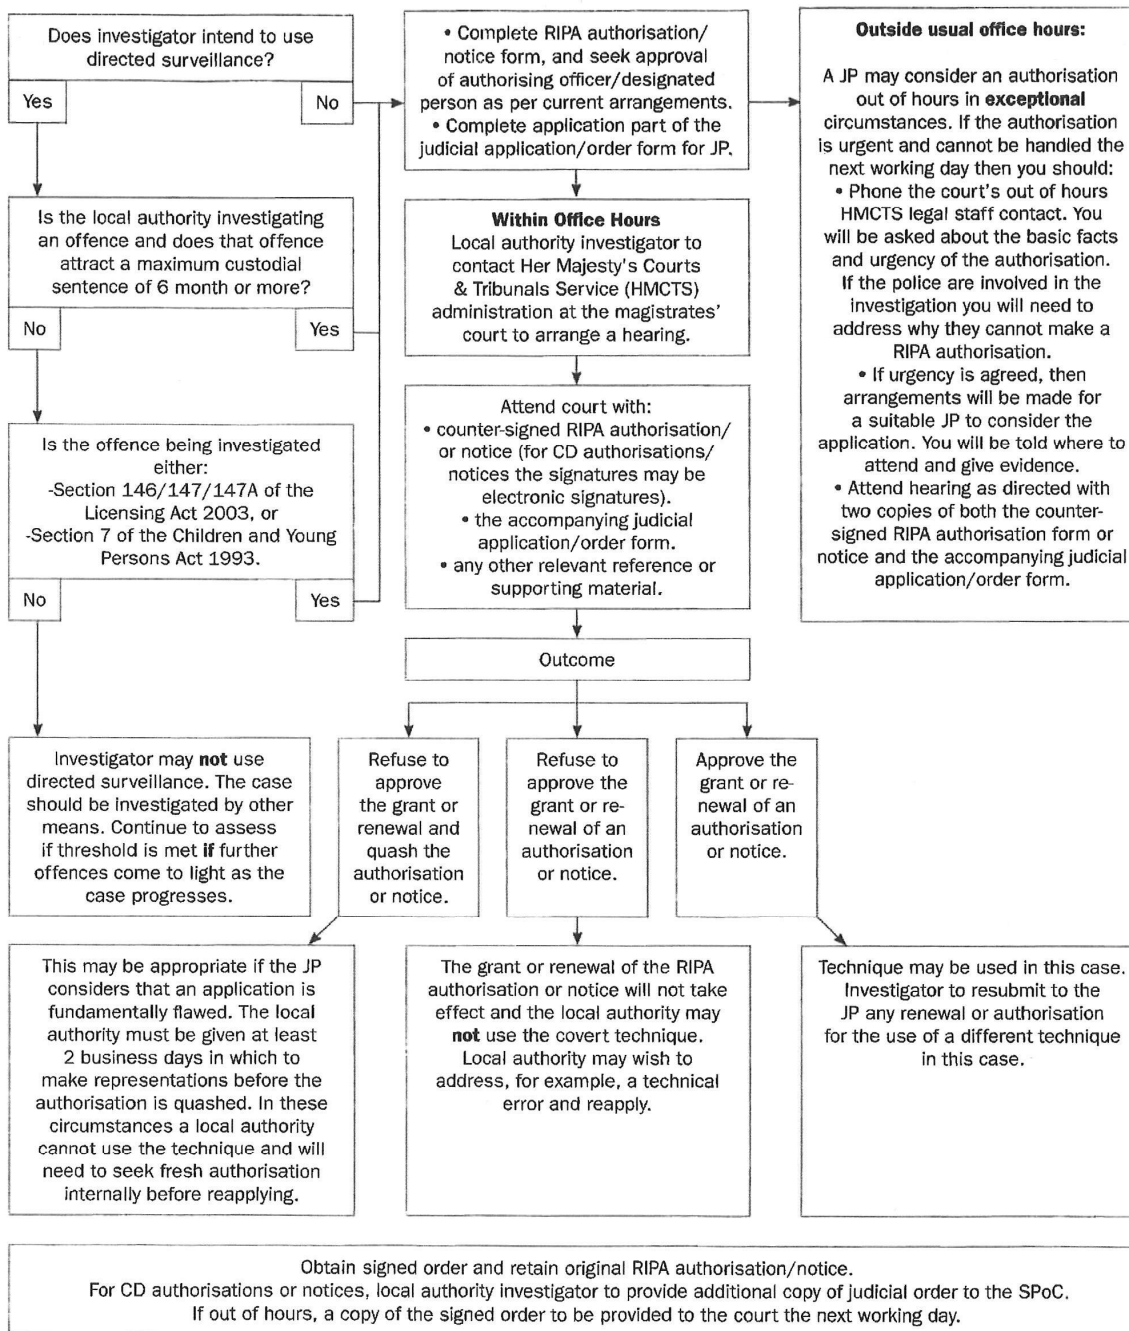 Does investigator intend to use
directed surveillance?
Yes
No
Is the local authority investigating
an offence and does that offence
attract a maximum custodial
sentence of 6 month or more?
No
Yes
Is the offence being investigated
either:
-Section 146/147/147A of the
Licensing Act 2003, or
-Section 7 of the Children and Young
Persons Act 1993.
No
Yes
Investigator may not use
directed surveillance. The case
should be investigated by other
means. Continue to assess
if threshold is met if further
offences come to light as the
case progresses.
• Complete RIPA authorisation/
notice form, and seek approval
of authorising officer/designated
person as per current arrangements.
• Complete application part of the
judicial application/order form for JP.
Within Office Hours
Local authority investigator to
contact Her Majesty's Courts
& Tribunals Service (HMCTS)
administration at the magistrates'
court to arrange a hearing.
Attend court with:
• counter-signed RIPA authorisation/
or notice (for CD authorisations/
notices the signatures may be
electronic signatures).
• the accompanying judicial
application/order form.
• any other relevant reference or
supporting material.
Outside usual office hours:
A JP may consider an authorisation
out of hours in exceptional
circumstances. If the authorisation
is urgent and cannot be handled the
next working day then you should:
• Phone the court's out of hours
HMCTS legal staff contact. You
will be asked about the basic facts
and urgency of the authorisation.
If the police are involved in the
investigation you will need to
address why they cannot make a
RIPA authorisation.
• If urgency is agreed, then
arrangements will be made for
a suitable JP to consider the
application. You will be told where to
attend and give evidence.
• Attend hearing as directed with
two copies of both the counter-
signed RIPA authorisation form or
notice and the accompanying judicial
application/order form.
Outcome
Refuse to
approve
the grant or
renewal and
quash the
authorisation
or notice.
Refuse to
approve the
grant or re-
newal of an
authorisation
or notice.
Approve the
grant or re-
newal of an
authorisation
or notice.
This may be appropriate if the JP
considers that an application is
fundamentally flawed. The local
authority must be given at least
2 business days in which to
make representations before the
authorisation is quashed. In these
circumstances a local authority
cannot use the technique and will
need to seek fresh authorisation
internally before reapplying.
The grant or renewal of the RIPA
authorisation or notice will not take
effect and the local authority may
not use the covert technique.
Local authority may wish to
address, for example, a technical
error and reapply.
Technique may be used in this case.
Investigator to resubmit to the
JP any renewal or authorisation
for the use of a different technique
in this case.
Obtain signed order and retain original RIPA authorisation/notice.
For CD authorisations or notices, local authority investigator to provide additional copy of judicial order to the SPoC.
If out of hours, a copy of the signed order to be provided to the court the next working day.